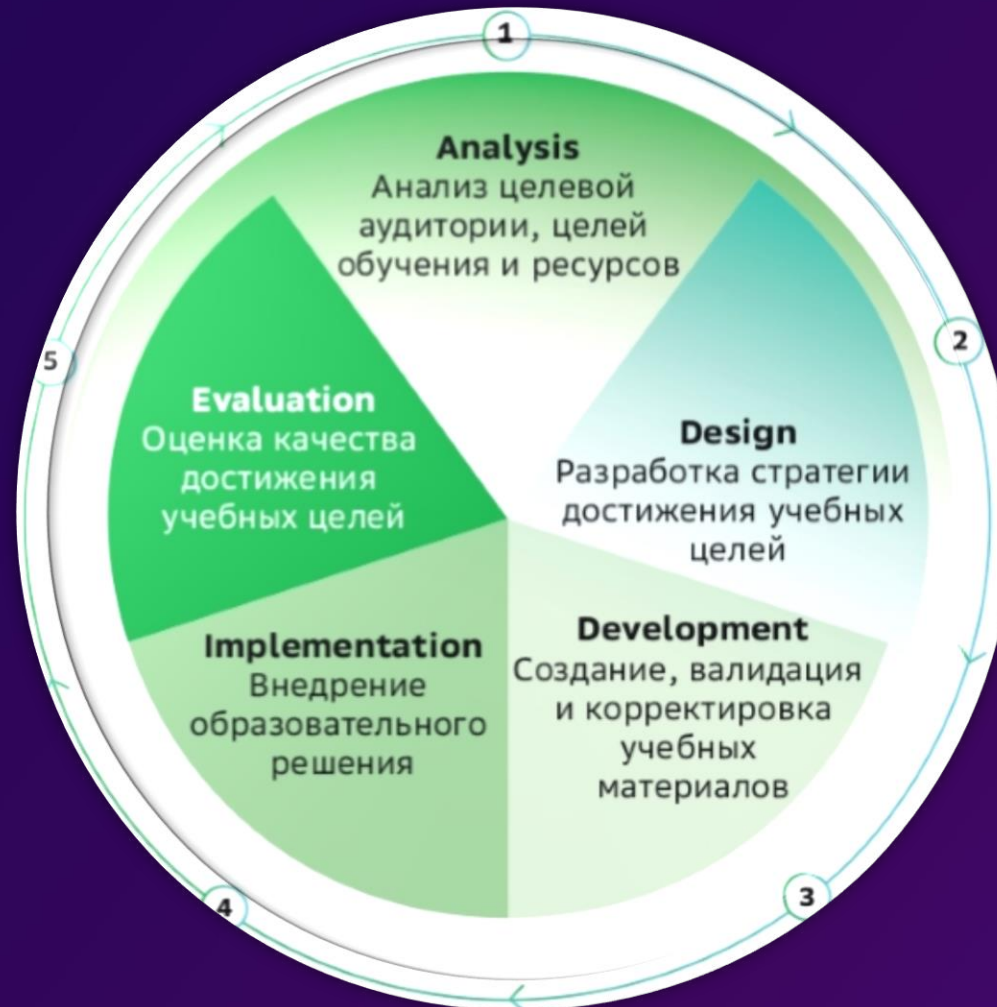 1
Analysis
Анализ целевой
аудитории, целей
обучения и ресурсов
2
Design
Разработка стратегии
достижения учебных
целей
3
Development
Создание, валидация
и корректировка
учебных
материалов
4
Implementation
Внедрение
образовательного
решения
5
Evaluation
Оценка качества
достижения
учебных целей